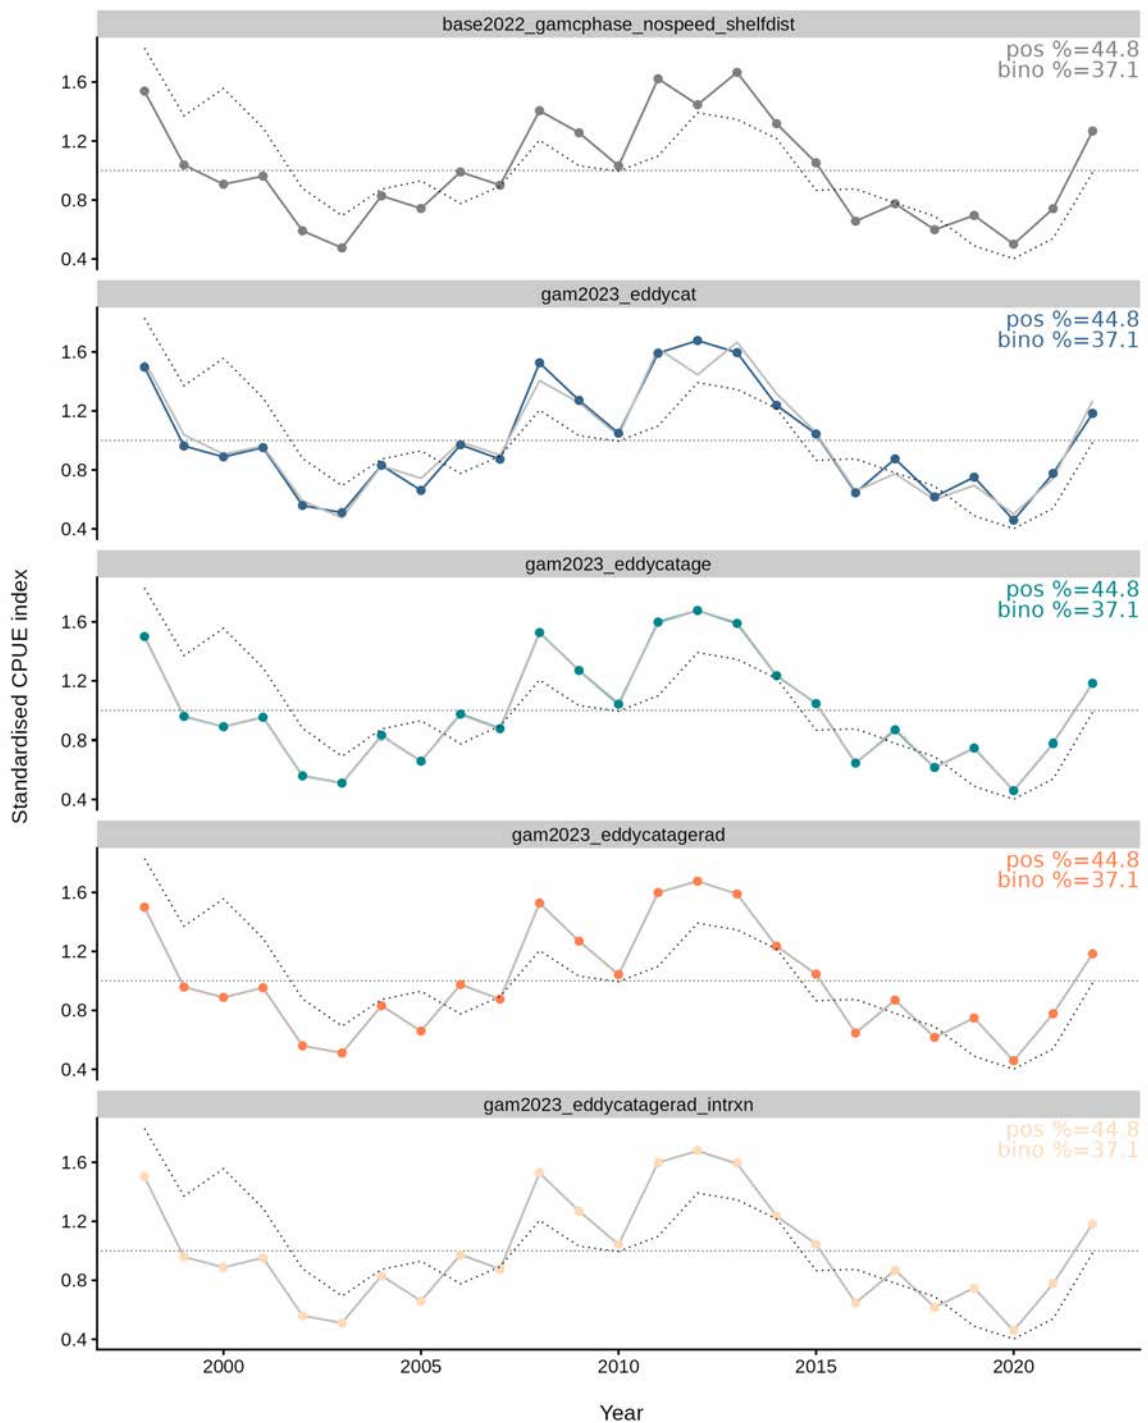 base2022_gamcphase_nospeed_shelfdist
pos %=44.8
bino %=37.1
1.6
1.2
0.8
0.4
gam2023_eddycat
pos %=44.8
bino %=37.1
1.6
1.2
0.8
0.4
gam2023_eddycatage
pos %=44.8
bino %=37.1
1.6
1.2
0.8
0.4
Standardised CPUE index
gam2023_eddycatagerad
pos %=44.8
bino %=37.1
1.6
1.2
0.8
0.4
gam2023_eddycatagerad_intrxn
pos %=44.8
bino %=37.1
1.6
1.2
0.8
0.4
2000 2005 2010 2015 2020
Year